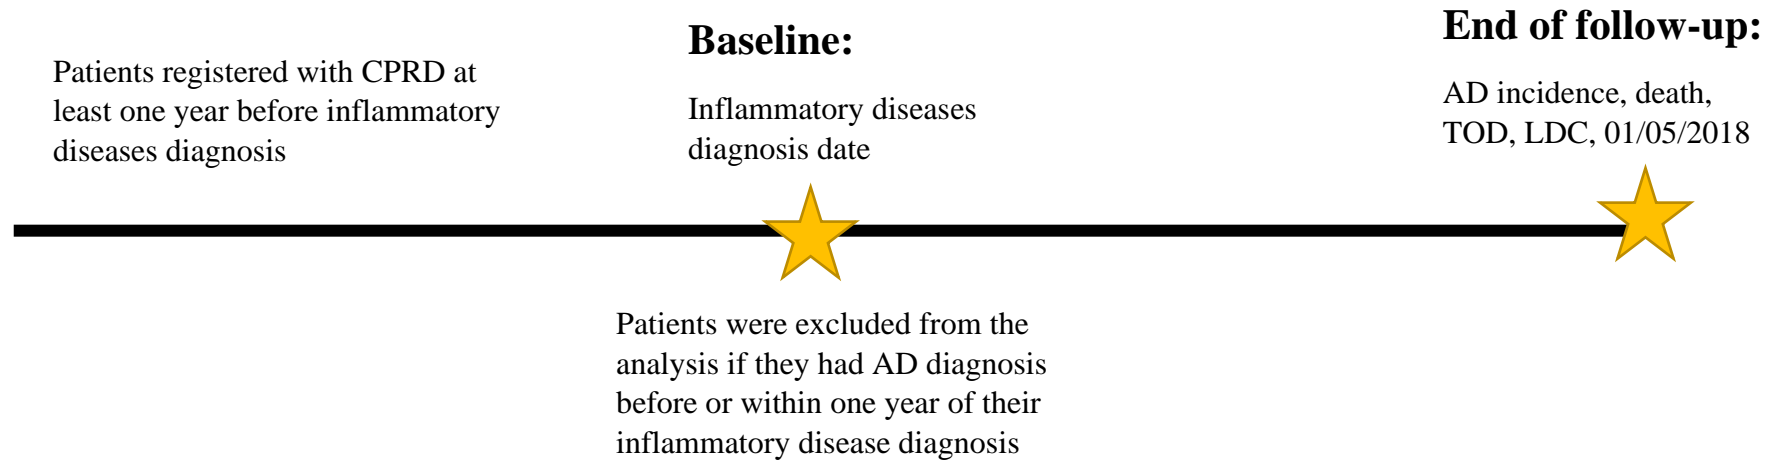 Patients registered with CPRD at
least one year before inflammatory
diseases diagnosis
Baseline:
Inflammatory diseases
diagnosis date
End of follow-up:
AD incidence, death,
TOD, LDC, 01/05/2018
Patients were excluded from the
analysis if they had AD diagnosis
before or within one year of their
inflammatory disease diagnosis